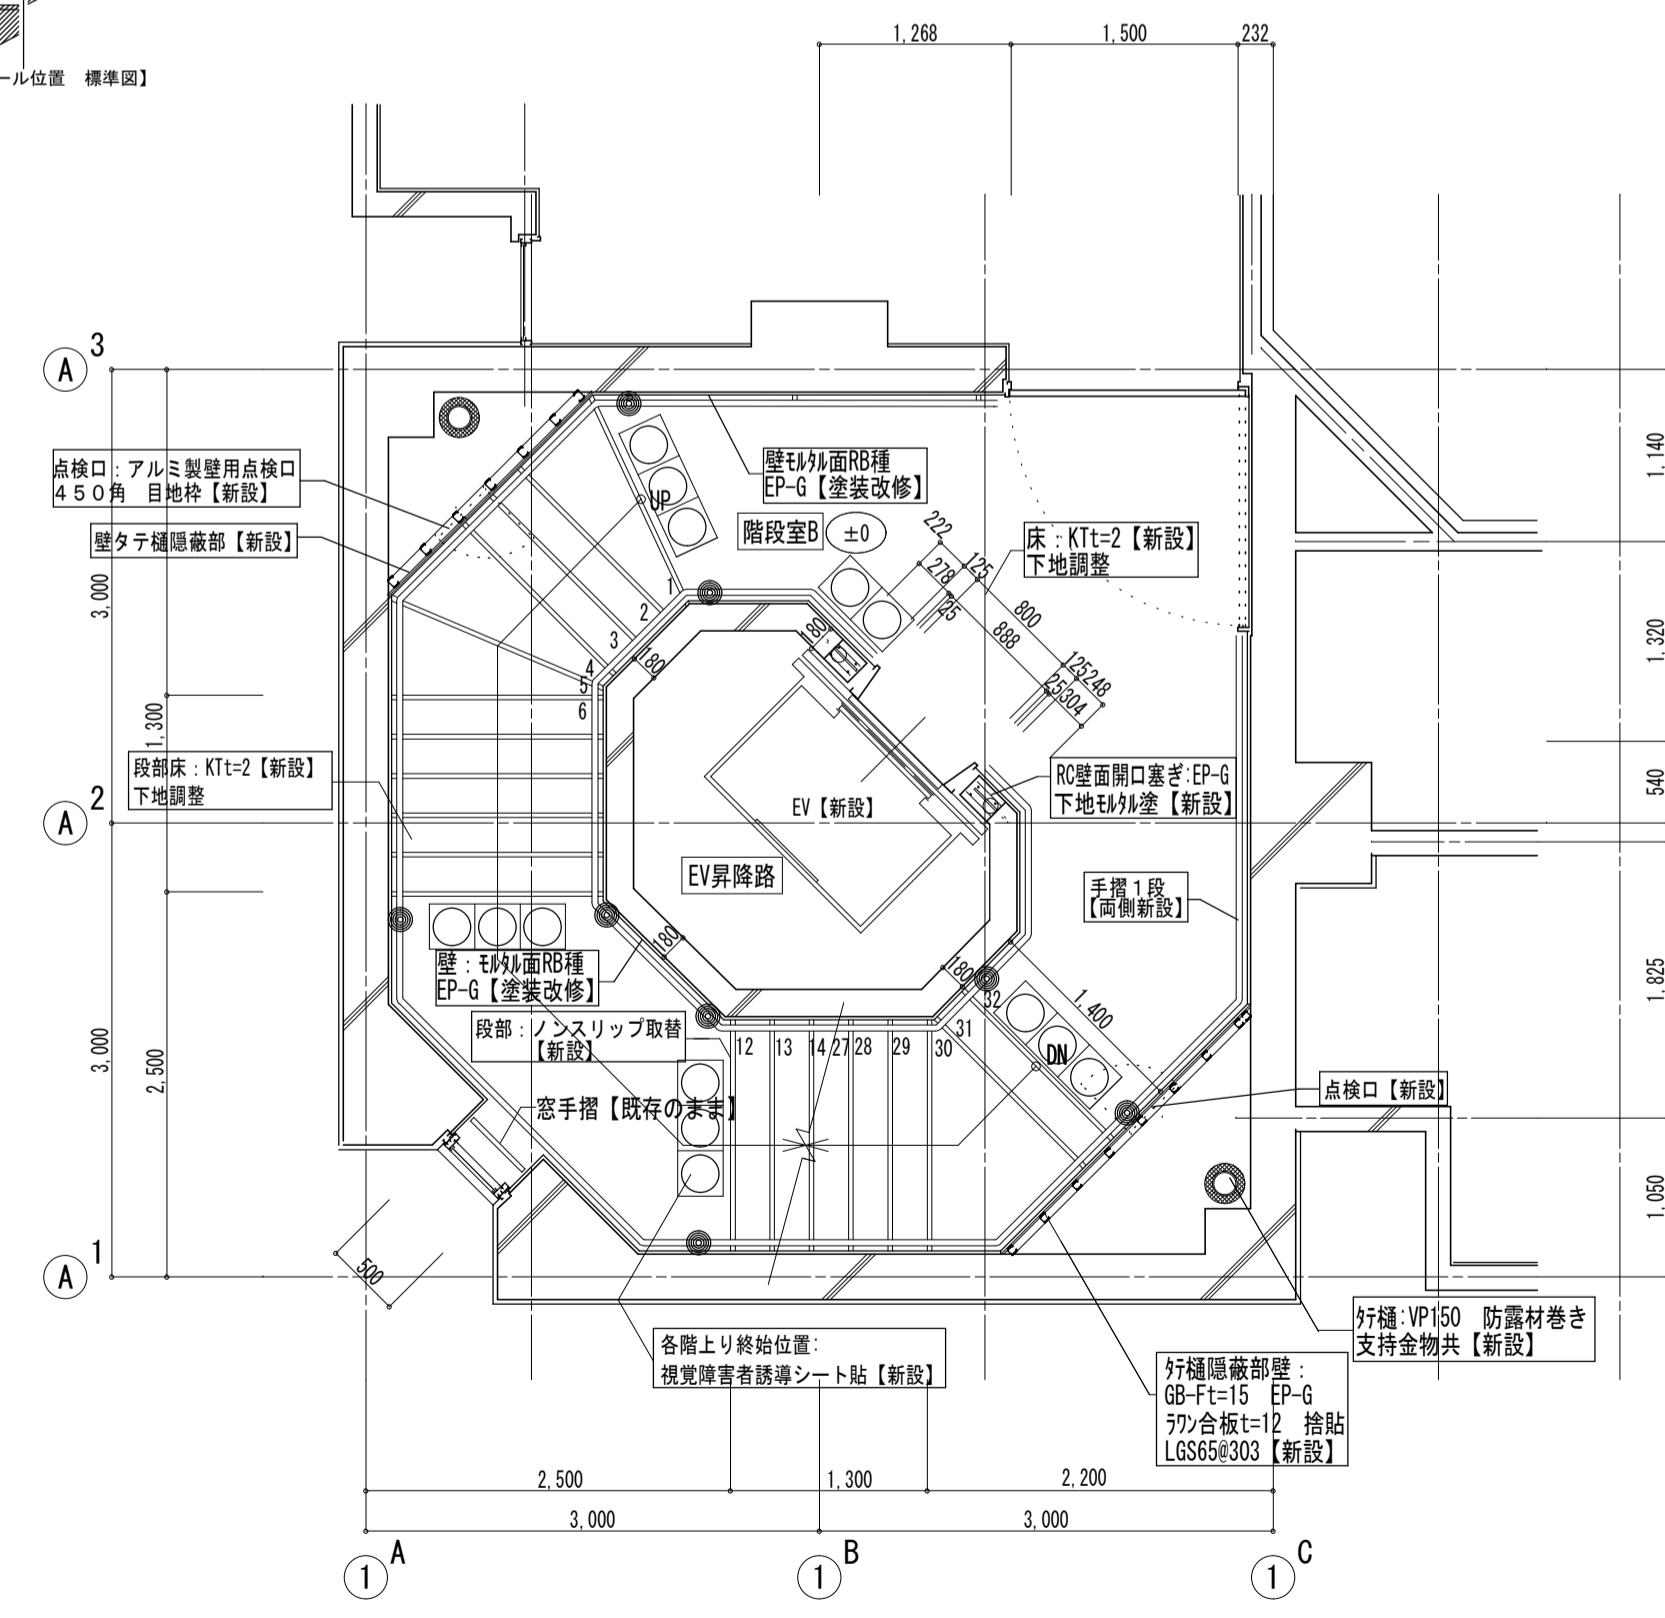 ール位置　標準図】
1,268
1,500
232
A
3
点検口：アルミ製壁用点検口
４５０角　目地枠【新設】
壁タテ樋隠蔽部【新設】
UP
壁ﾓﾙﾀﾙ面RB種
EP-G【塗装改修】
階段室B
±0
床：KTt=2【新設】
下地調整
222
278
125
25
800
888
125
248
25
304
180
180
1
2
3
4
5
6
1,140
1,320
540
3,000
1,300
段部床：KTt=2【新設】
下地調整
A
2
EV【新設】
RC壁面開口塞ぎ:EP-G
下地ﾓﾙﾀﾙ塗【新設】
EV昇降路
手摺１段
【両側新設】
壁：ﾓﾙﾀﾙ面RB種
EP-G【塗装改修】
180
180
段部：ノンスリップ取替
【新設】
12
13
14
27
28
29
30
31
32
1,400
DN
点検口【新設】
窓手摺【既存のまま】
3,000
2,500
1,825
1,050
A
1
500
各階上り終始位置：
視覚障害者誘導シート貼【新設】
ﾀﾃ樋:VP150　防露材巻き
支持金物共【新設】
ﾀﾃ樋隠蔽部壁：
GB-Ft=15　EP-G
ﾗﾜﾝ合板t=12　捨貼
LGS65@303【新設】
2,500
1,300
2,200
3,000
3,000
1
A
1
B
1
C